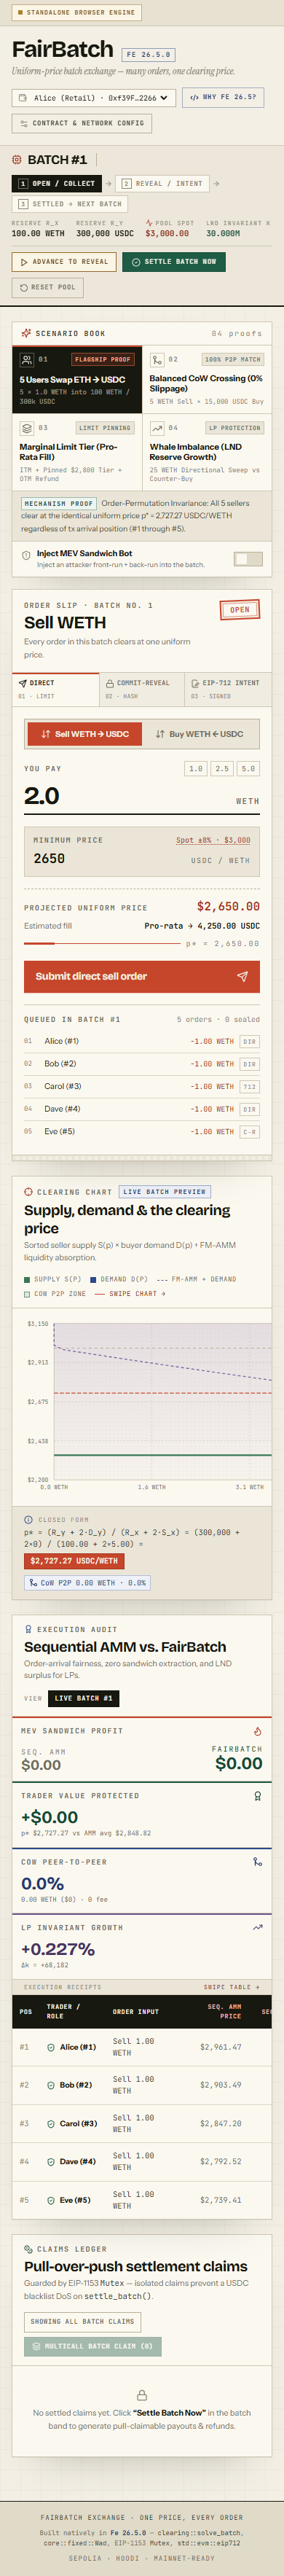 STANDALONE BROWSER ENGINE
FairBatch FE 26.5.0
Uniform-price batch exchange — many orders, one clearing price.
Alice (Retail) · 0xf39F…2266
WHY FE 26.5?
CONTRACT & NETWORK CONFIG
BATCH #1
1 OPEN / COLLECT → 2 REVEAL / INTENT →
3 SETTLED → NEXT BATCH
RESERVE R_X RESERVE R_Y POOL SPOT LND INVARIANT K
100.00 WETH 300,000 USDC $3,000.00 30.000M
ADVANCE TO REVEAL
SETTLE BATCH NOW
RESET POOL
SCENARIO BOOK 04 proofs
01 FLAGSHIP PROOF
5 Users Swap ETH → USDC
5 × 1.0 WETH into 100 WETH /
300k USDC
02 100% P2P MATCH
Balanced CoW Crossing (0%
Slippage)
5 WETH Sell × 15,000 USDC Buy
03 LIMIT PINNING
Marginal Limit Tier (Pro-
Rata Fill)
ITM + Pinned $2,800 Tier +
OTM Refund
04 LP PROTECTION
Whale Imbalance (LND
Reserve Growth)
25 WETH Directional Sweep vs
Counter-Buy
MECHANISM PROOF Order-Permutation Invariance: All 5 sellers
clear at the identical uniform price p* = 2,727.27 USDC/WETH
regardless of tx arrival position (#1 through #5).
Inject MEV Sandwich Bot
Inject an attacker front-run + back-run into the batch.
ORDER SLIP · BATCH NO. 1
OPEN
Sell WETH
Every order in this batch clears at one uniform
price.
DIRECT
01 · LIMIT
COMMIT-REVEAL
02 · HASH
EIP-712 INTENT
03 · SIGNED
Sell WETH → USDC
Buy WETH ← USDC
YOU PAY 1.0 2.5 5.0
2.0 WETH
MINIMUM PRICE Spot ±8% · $3,000
2650 USDC / WETH
PROJECTED UNIFORM PRICE $2,650.00
Estimated fill Pro-rata → 4,250.00 USDC
p* = 2,650.00
Submit direct sell order
QUEUED IN BATCH #1 5 orders · 0 sealed
01 Alice (#1) −1.00 WETH DIR
02 Bob (#2) −1.00 WETH DIR
03 Carol (#3) −1.00 WETH 712
04 Dave (#4) −1.00 WETH DIR
05 Eve (#5) −1.00 WETH C-R
CLEARING CHART LIVE BATCH PREVIEW
Supply, demand & the clearing
price
Sorted seller supply S(p) × buyer demand D(p) + FM-AMM
liquidity absorption.
SUPPLY S(P) DEMAND D(P) FM-AMM + DEMAND
COW P2P ZONE SWIPE CHART →
$3,150
$2,913
$2,675
$2,438
$2,200
0.0 WETH 1.6 WETH 3.1 WETH
CLOSED FORM
p* = (R_y + 2·D_y) / (R_x + 2·S_x) = (300,000 +
2×0) / (100.00 + 2×5.00) =
$2,727.27 USDC/WETH
CoW P2P 0.00 WETH · 0.0%
EXECUTION AUDIT
Sequential AMM vs. FairBatch
Order-arrival fairness, zero sandwich extraction, and LND
surplus for LPs.
VIEW LIVE BATCH #1
MEV SANDWICH PROFIT
SEQ. AMM FAIRBATCH
$0.00 $0.00
TRADER VALUE PROTECTED
+$0.00
p* $2,727.27 vs AMM avg $2,848.82
COW PEER-TO-PEER
0.0%
0.00 WETH ($0) · 0 fee
LP INVARIANT GROWTH
+0.227%
Δk = +68,182
EXECUTION RECEIPTS SWIPE TABLE →
POS TRADER / ROLE ORDER INPUT SEQ. AMM PRICE
#1 Alice (#1) Sell 1.00 WETH $2,961.47
#2 Bob (#2) Sell 1.00 WETH $2,903.49
#3 Carol (#3) Sell 1.00 WETH $2,847.20
#4 Dave (#4) Sell 1.00 WETH $2,792.52
#5 Eve (#5) Sell 1.00 WETH $2,739.41
CLAIMS LEDGER
Pull-over-push settlement claims
Guarded by EIP-1153 Mutex — isolated claims prevent a USDC
blacklist DoS on settle_batch().
SHOWING ALL BATCH CLAIMS
MULTICALL BATCH CLAIM (0)
No settled claims yet. Click “Settle Batch Now” in the batch
band to generate pull-claimable payouts & refunds.
FAIRBATCH EXCHANGE · ONE PRICE, EVERY ORDER
Built natively in Fe 26.5.0 — clearing::solve_batch,
core::fixed::Wad, EIP-1153 Mutex, std::evm::eip712
SEPOLIA · HOODI · MAINNET-READY